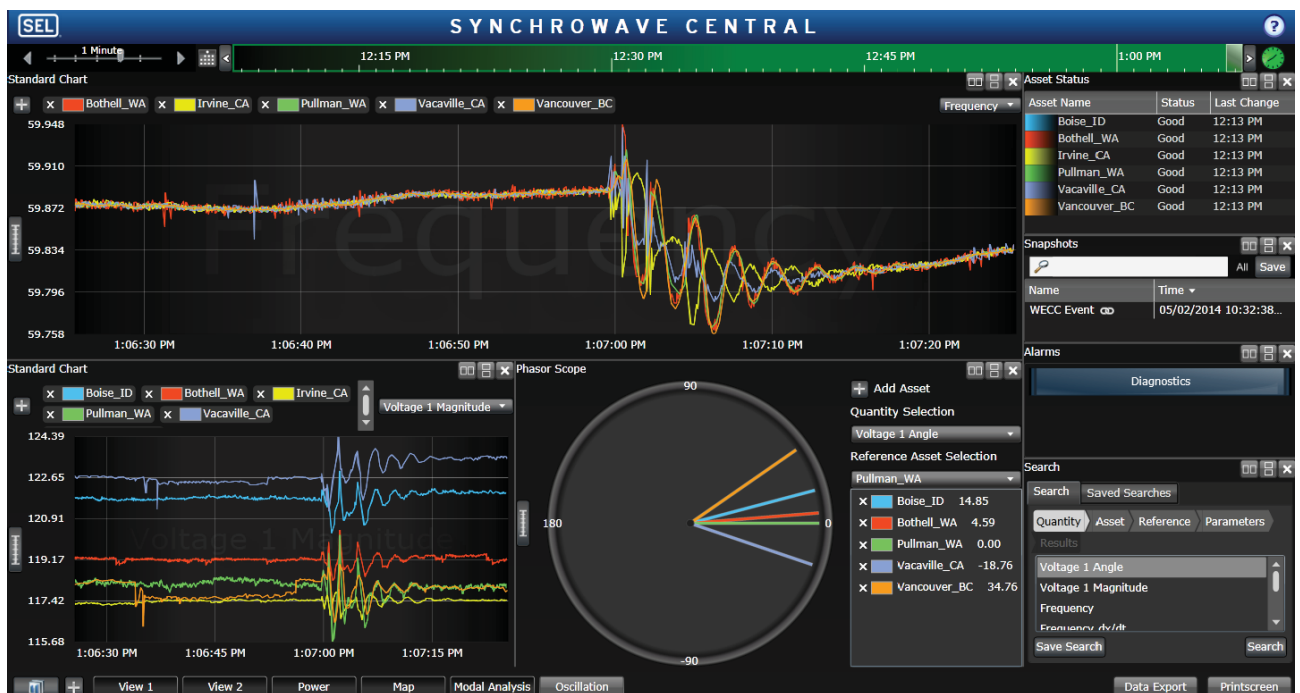 SEL
SYNCHROWAVE CENTRAL
?
1 Minute
12:15 PM 12:30 PM 12:45 PM 1:00 PM
Standard Chart
Bothell_WA Irvine_CA Pullman_WA Vacaville_CA Vancouver_BC
Frequency
59.948
59.910
59.872
59.834
59.796
59.758
Frequency
1:06:30 PM 1:06:40 PM 1:06:50 PM 1:07:00 PM 1:07:10 PM 1:07:20 PM
Asset Status
Asset Name Status Last Change
Boise_ID Good 12:13 PM
Bothell_WA Good 12:13 PM
Irvine_CA Good 12:13 PM
Pullman_WA Good 12:13 PM
Vacaville_CA Good 12:13 PM
Vancouver_BC Good 12:13 PM
Snapshots
All Save
Name Time
WECC Event 05/02/2014 10:32:38...
Alarms
Diagnostics
Standard Chart
Boise_ID Bothell_WA Irvine_CA
Pullman_WA Vacaville_CA
Voltage 1 Magnitude
124.39
122.65
120.91
119.17
117.42
115.68
Voltage 1 Magnitude
1:06:30 PM 1:06:45 PM 1:07:00 PM 1:07:15 PM
Phasor Scope
90
180
0
-90
Add Asset
Quantity Selection
Voltage 1 Angle
Reference Asset Selection
Pullman_WA
Boise_ID 14.85
Bothell_WA 4.59
Pullman_WA 0.00
Vacaville_CA -18.76
Vancouver_BC 34.76
Search
Search Saved Searches
Quantity Asset Reference Parameters
Results
Voltage 1 Angle
Voltage 1 Magnitude
Frequency
Frequency dx/dt
Save Search Search
View 1 View 2 Power Map Modal Analysis Oscillation Data Export Printscreen